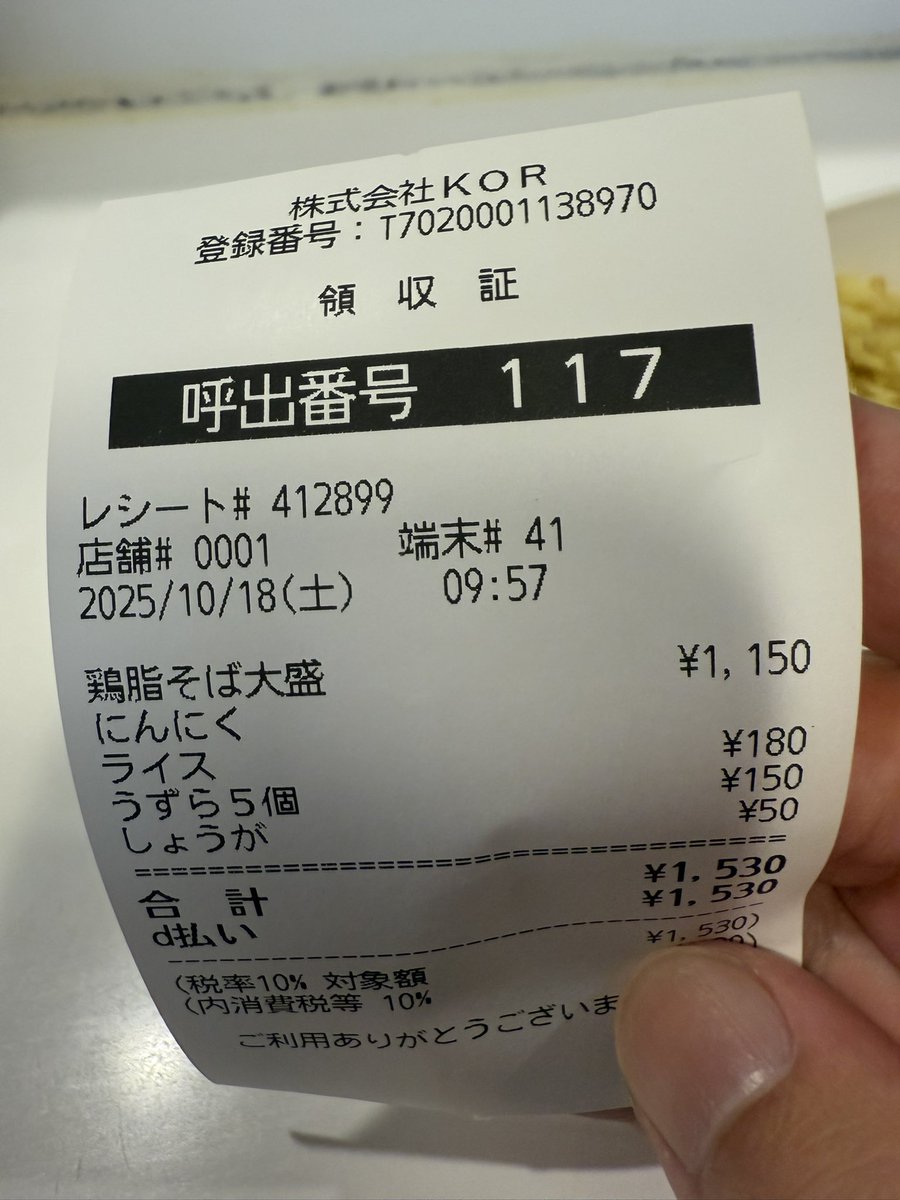 株式会社KOR
登録番号：T7020001138970
領 収 証
呼出番号 117
レシート# 412899
店舗# 0001 端末# 41
2025/10/18(土) 09:57
鶏脂そば大盛 ¥1,150
にんにく
ライス ¥180
うずら5個 ¥150
しょうが ¥50
合 計 ¥1,530
d払い ¥1,530
(税率10% 対象額 ¥1,530)
(内消費税等 10%
ご利用ありがとうございま